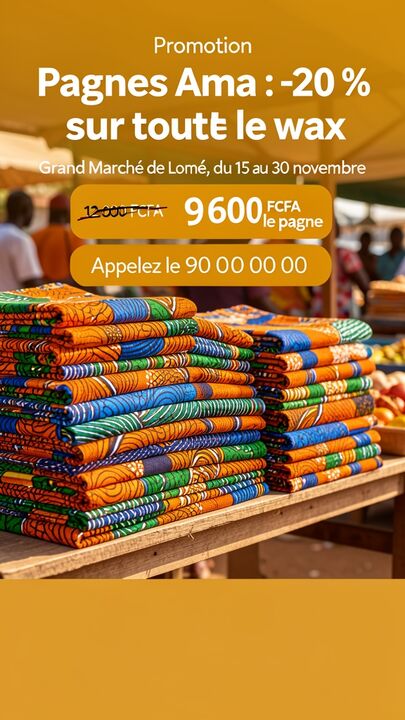 Promotion
Pagnes Ama : -20 %
sur toutt le wax
Grand Marché de Lomé, du 15 au 30 novembre
12 000 FCFA
9 600 FCFA
le pagne
Appelez le 90 00 00 00